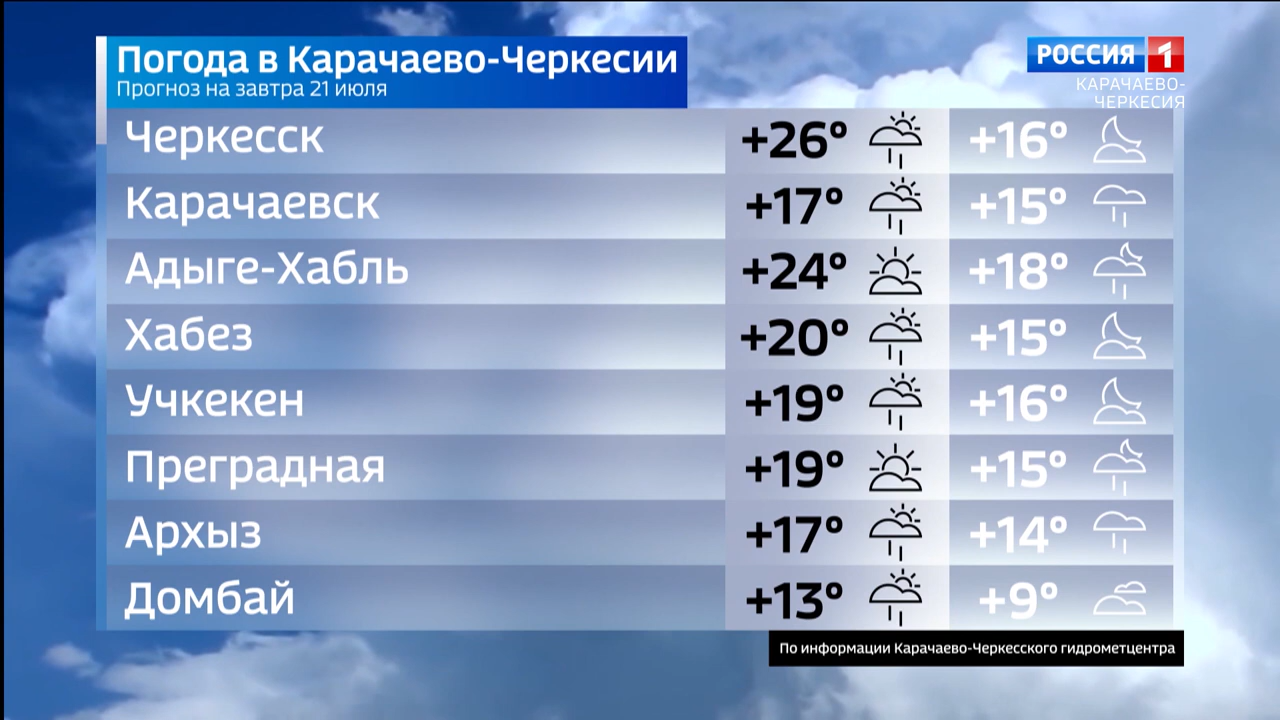 Погода в Карачаево-Черкесии
Прогноз на завтра 21 июля
РОССИЯ 1
КАРАЧАЕВО-
ЧЕРКЕСИЯ
Черкесск +26° +16°
Карачаевск +17° +15°
Адыге-Хабль +24° +18°
Хабез +20° +15°
Учкекен +19° +16°
Преградная +19° +15°
Архыз +17° +14°
Домбай +13° +9°
По информации Карачаево-Черкесского гидрометцентра